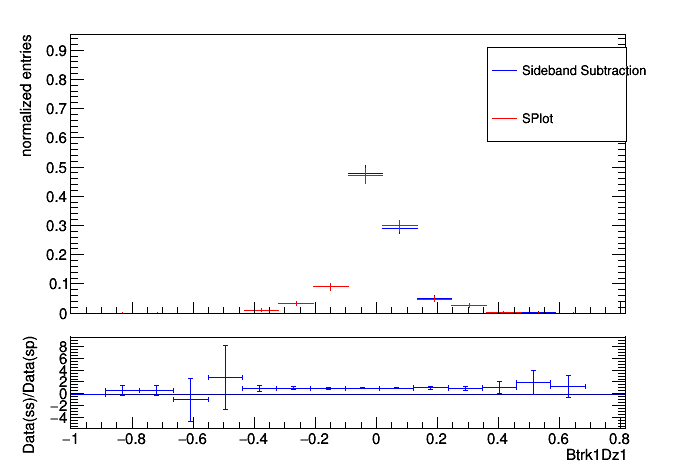 normalized entries
0.9
0.8
0.7
0.6
0.5
0.4
0.3
0.2
0.1
0
Sideband Subtraction
SPlot
Data(ss)/Data(sp)
8
6
4
2
0
−2
−4
−1 −0.8 −0.6 −0.4 −0.2 0 0.2 0.4 0.6 0.8
Btrk1Dz1